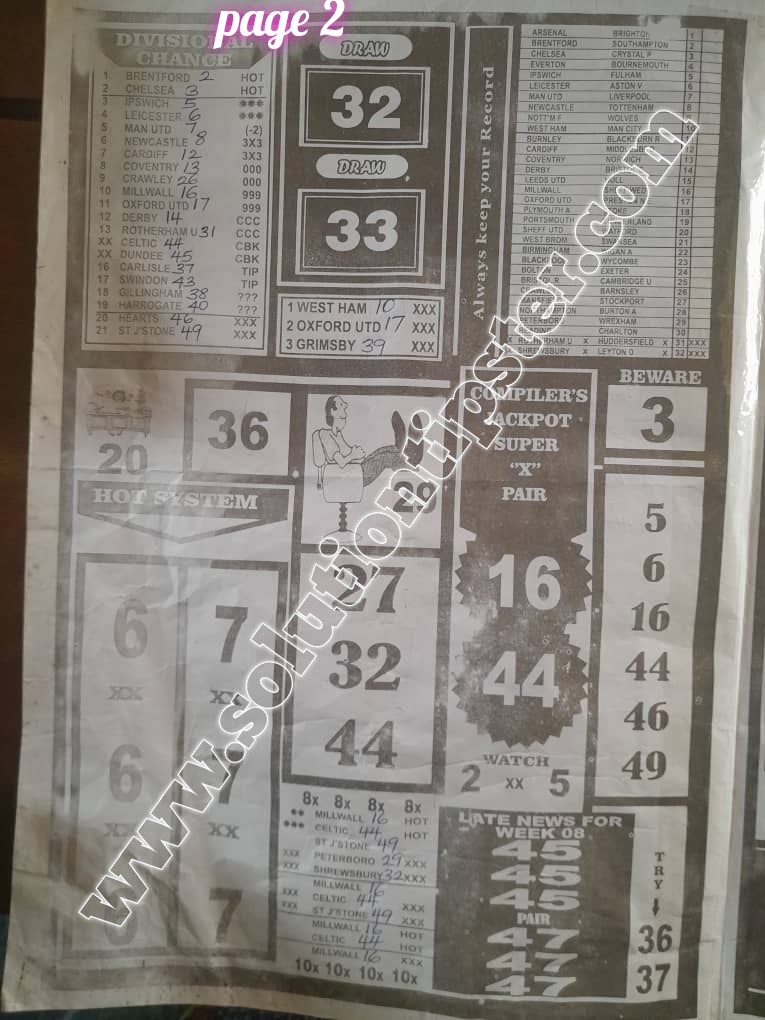 page 2
DIVISIONAL
CHANCE
1 BRENTFORD 2 HOT
2 CHELSEA 3 HOT
3 IPSWICH 5 ***
4 LEICESTER 6 ***
5 MAN UTD 7 (-2)
6 NEWCASTLE 8 3X3
7 CARDIFF 12 3X3
8 COVENTRY 13 000
9 CRAWLEY 26 000
10 MILLWALL 16 999
11 OXFORD UTD 17 999
12 DERBY 14 CCC
13 ROTHERHAM U 31 CCC
XX CELTIC 44 CBK
XX DUNDEE 45 CBK
16 CARLISLE 37 TIP
17 SWINDON 43 TIP
18 GILLINGHAM 38 ???
19 HARROGATE 40 ???
20 HEARTS 46 XXX
21 ST J'STONE 49 XXX
DRAW
32
DRAW
33
1 WEST HAM 10 XXX
2 OXFORD UTD 17 XXX
3 GRIMSBY 39 XXX
Always keep your Record
ARSENAL BRIGHTON 1
BRENTFORD SOUTHAMPTON 2
CHELSEA CRYSTAL P 3
EVERTON BOURNEMOUTH 4
IPSWICH FULHAM 5
LEICESTER ASTON V 6
MAN UTD LIVERPOOL 7
NEWCASTLE TOTTENHAM 8
NOTT'M F WOLVES
WEST HAM MAN CITY 10
BURNLEY BLACKBURN R
CARDIFF 12
COVENTRY NORWICH 13
DERBY 14
LEEDS UTD 15
MILLWALL 16
OXFORD UTD PRESTON N 17
PLYMOUTH A 18
PORTSMOUTH 19
SHEFF UTD WATFORD 20
WEST BROM SWANSEA 21
BIRMINGHAM WIGAN A 22
WYCOMBE 23
EXETER 24
CAMBRIDGE U 25
BARNSLEY 26
STOCKPORT 27
BURTON A 28
WREXHAM 29
CHARLTON 30
X ROTHERHAM U X HUDDERSFIELD X 31 XXX
SHREWSBURY X LEYTON O X 32 XXX
20
36
29
HOT SYSTEM
6 7
XX XX
6 7
XX XX
7
27
32
44
COMPILER'S
JACKPOT
SUPER
"X"
PAIR
16
44
WATCH
2 XX 5
BEWARE
3
5
6
16
44
46
49
8x 8x 8x 8x
** MILLWALL 16 HOT
*** CELTIC 44 HOT
ST J'STONE 49
XXX PETERBORO 29 XXX
XXX SHREWSBURY 32 XXX
MILLWALL 16
XXX CELTIC 44 XXX
XXX ST J'STONE 49 XXX
MILLWALL 16 HOT
CELTIC 44 HOT
MILLWALL 16 XXX
10x 10x 10x 10x
LATE NEWS FOR
WEEK 08
45
45
45
PAIR
47
47
47
TRY
36
37
www.solutiontipster.com